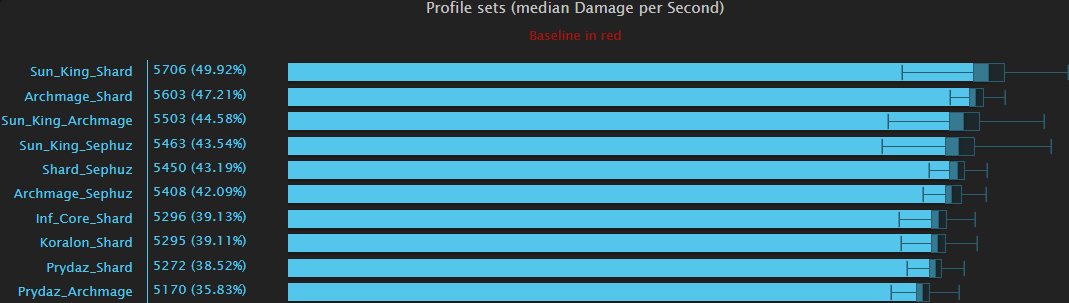 Profile sets (median Damage per Second)
Baseline in red
Sun_King_Shard 5706 (49.92%)
Archmage_Shard 5603 (47.21%)
Sun_King_Archmage 5503 (44.58%)
Sun_King_Sephuz 5463 (43.54%)
Shard_Sephuz 5450 (43.19%)
Archmage_Sephuz 5408 (42.09%)
Inf_Core_Shard 5296 (39.13%)
Koralon_Shard 5295 (39.11%)
Prydaz_Shard 5272 (38.52%)
Prydaz_Archmage 5170 (35.83%)